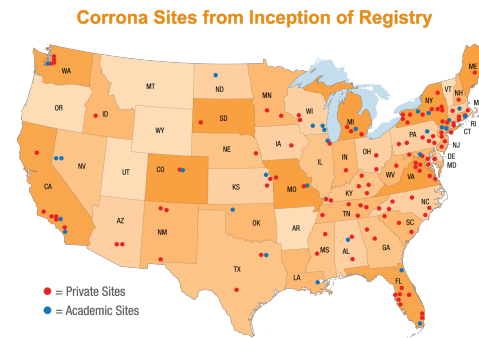 Corrona Sites from Inception of Registry
WA
OR
CA
ID
NV
MT
WY
UT
AZ
CO
NM
ND
SD
NE
KS
OK
TX
MN
IA
MO
AR
LA
WI
IL
MI
IN
OH
KY
TN
MS
AL
GA
FL
SC
NC
VA
WV
PA
NY
VT
NH
ME
M
RI
CT
NJ
DE
MD
= Private Sites
= Academic Sites